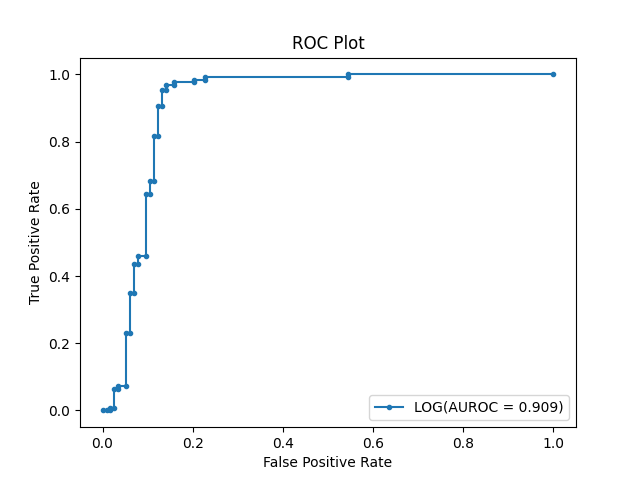 ROC Plot
True Positive Rate
1.0
0.8
0.6
0.4
0.2
0.0
LOG(AUROC = 0.909)
0.0 0.2 0.4 0.6 0.8 1.0
False Positive Rate